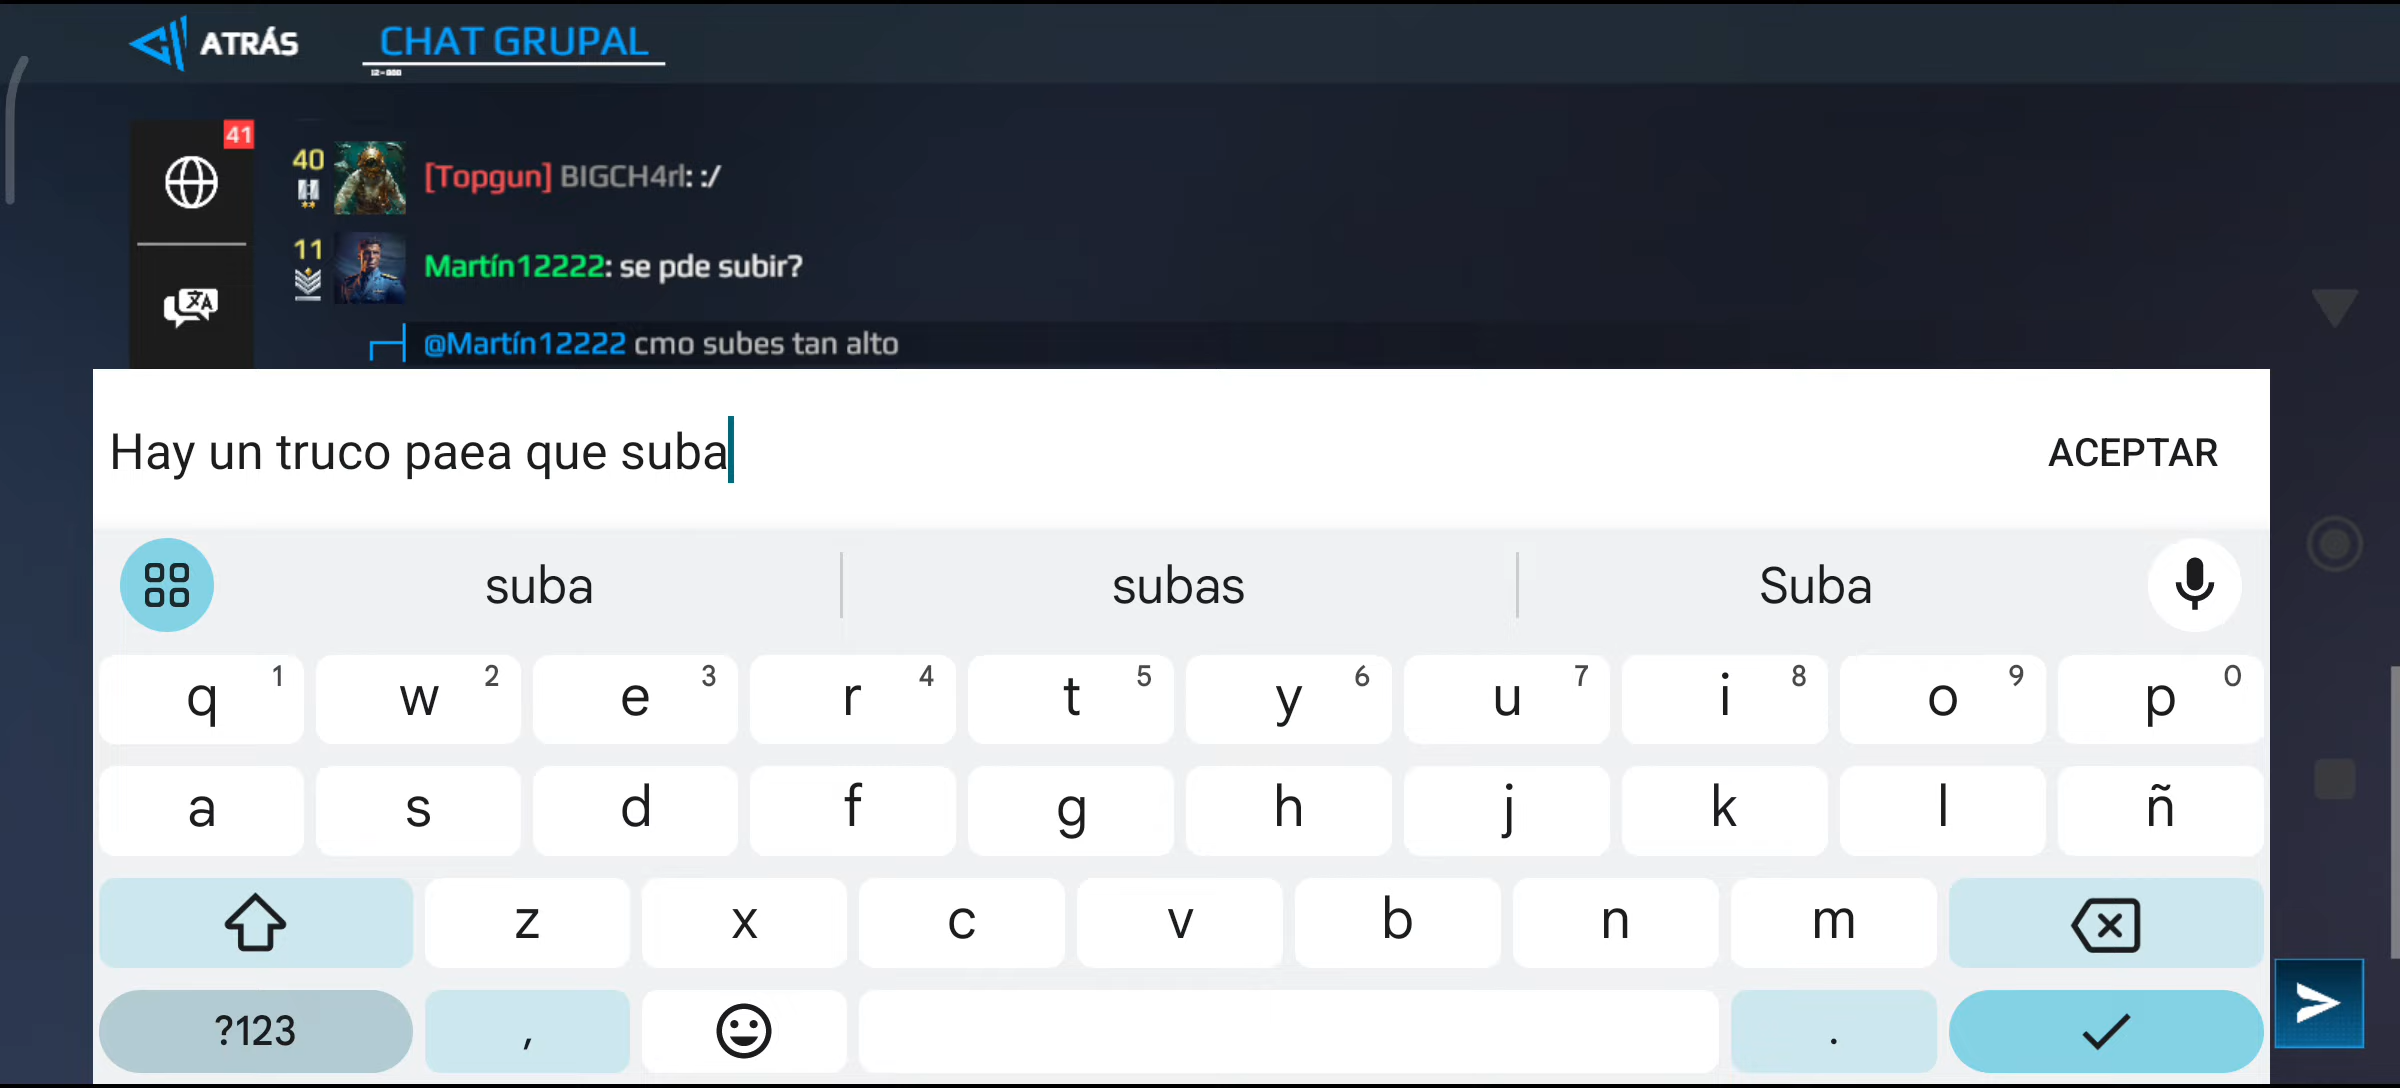 ATRÁS
CHAT GRUPAL
41
40
[Topgun] BIGCH4rl: :/
11
Martín12222: se pde subir?
@Martín12222 cmo subes tan alto
Hay un truco paea que suba
ACEPTAR
suba subas Suba
q 1 w 2 e 3 r 4 t 5 y 6 u 7 i 8 o 9 p 0
a s d f g h j k l ñ
z x c v b n m
?123 , .